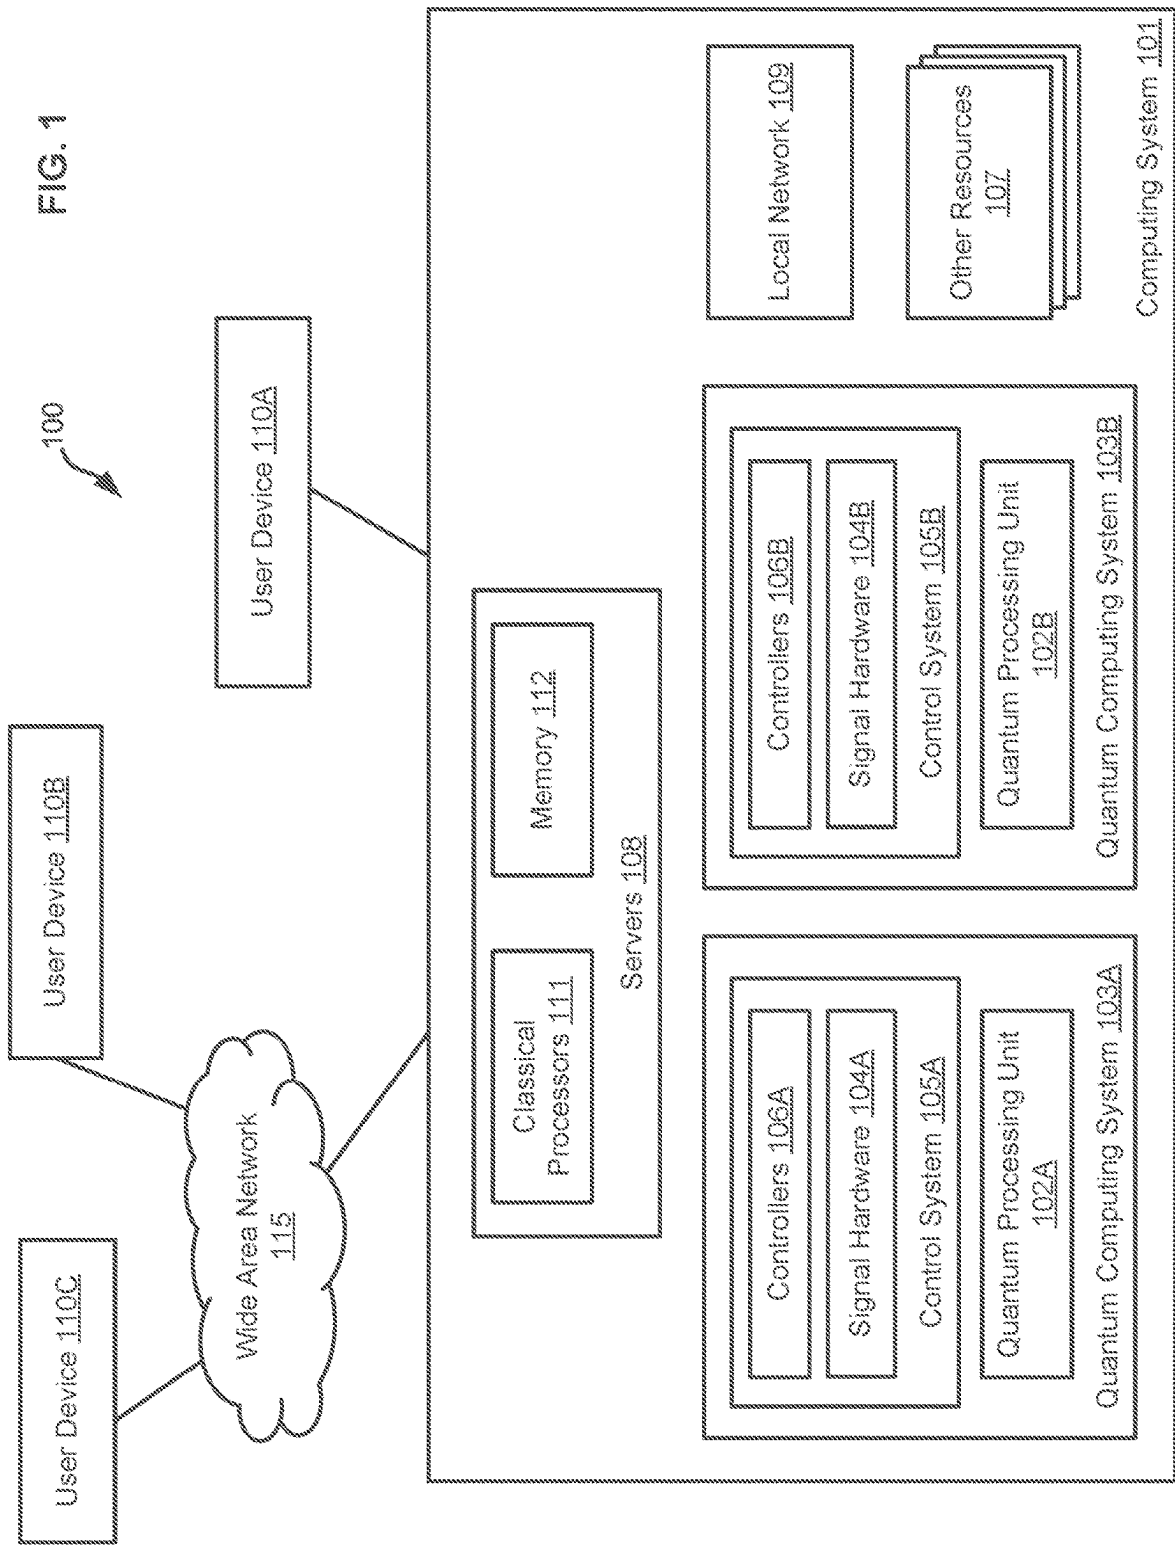 FIG. 1
100
User Device 110C
User Device 110B
User Device 110A
Wide Area Network
115
Classical
Processors 111
Memory 112
Servers 108
Controllers 106A
Signal Hardware 104A
Control System 105A
Quantum Processing Unit
102A
Quantum Computing System 103A
Controllers 106B
Signal Hardware 104B
Control System 105B
Quantum Processing Unit
102B
Quantum Computing System 103B
Local Network 109
Other Resources
107
Computing System 101